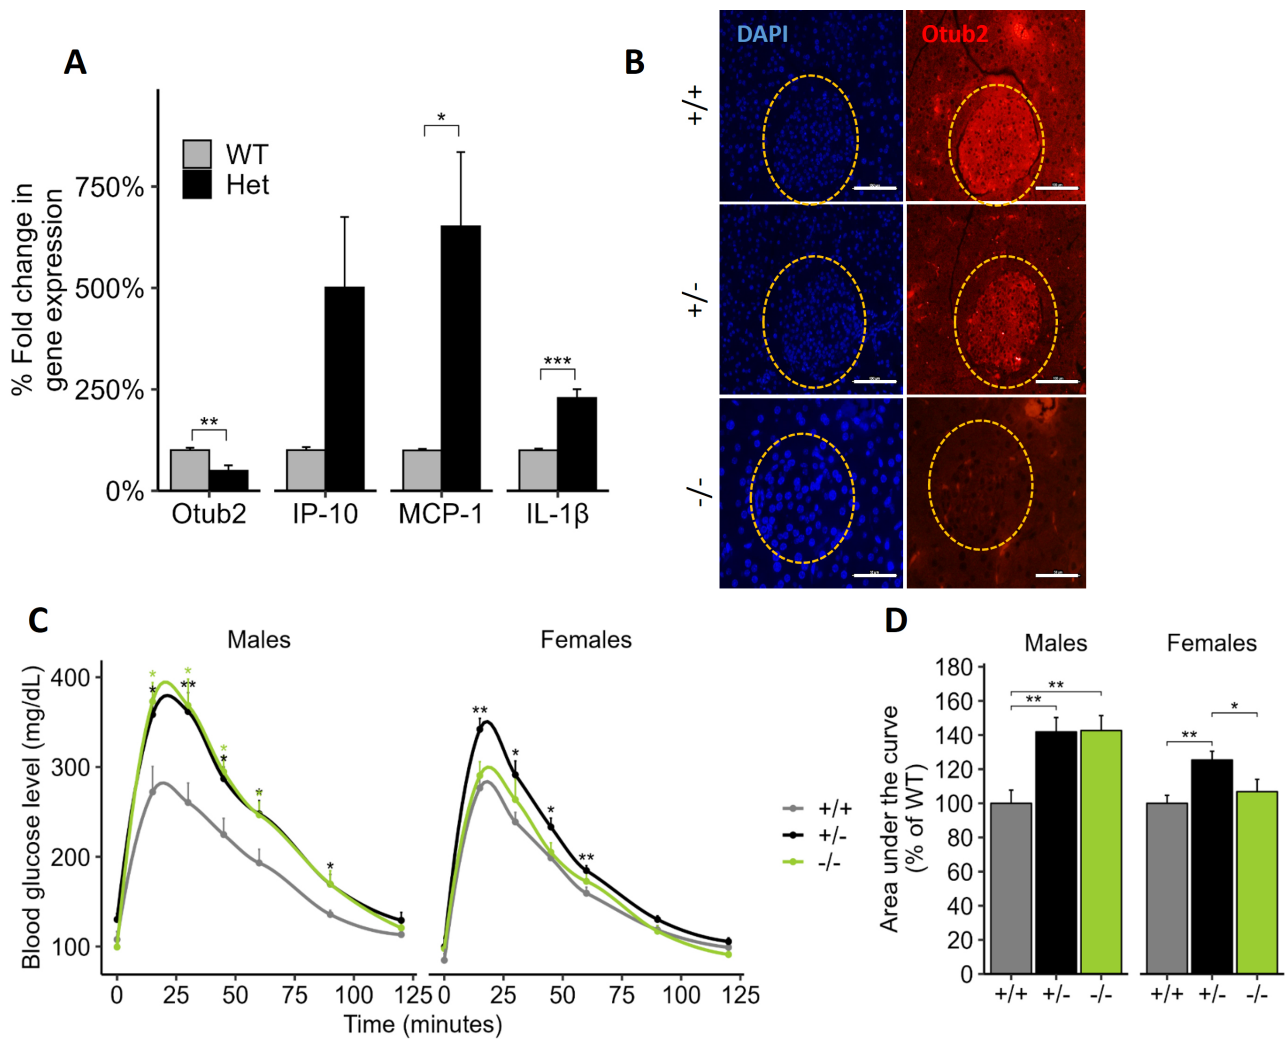 A
% Fold change in
gene expression
750%
500%
250%
0%
WT
Het
**
*
***
Otub2
IP-10
MCP-1
IL-1β
B
DAPI
Otub2
+/+
+/-
-/-
C
Males
Females
Blood glucose level (mg/dL)
400
300
200
100
*
*
*
**
*
*
*
*
**
*
*
**
0
25
50
75
100
125
0
25
50
75
100
125
Time (minutes)
+/+
+/-
-/-
D
Males
Females
Area under the curve
(% of WT)
180
160
140
120
100
80
60
40
20
0
**
**
*
**
+/+
+/-
-/-
+/+
+/-
-/-